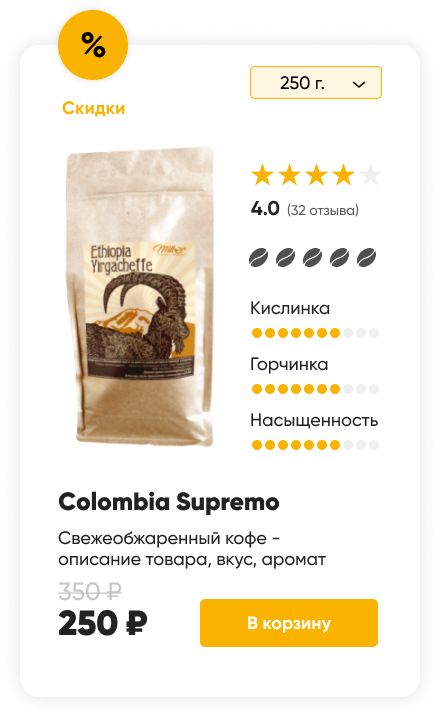 %
Скидки
250 г.
4.0 (32 отзыва)
Ethiopia
Yirgacheffe
Кислинка
Горчинка
Насыщенность
Colombia Supremo
Свежеобжаренный кофе -
описание товара, вкус, аромат
350 ₽
250 ₽
В корзину